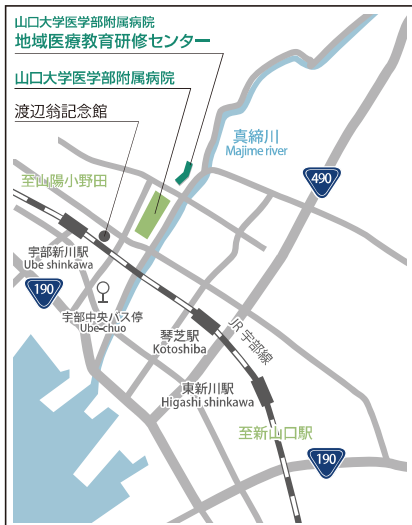 山口大学医学部附属病院
地域医療教育研修センター
山口大学医学部附属病院
渡辺翁記念館
真締川
Majime river
490
至山陽小野田
宇部新川駅
Ube shinkawa
190
宇部中央バス停
Ube-chuo
琴芝駅
Kotoshiba
JR宇部線
東新川駅
Higashi shinkawa
至新山口駅
190